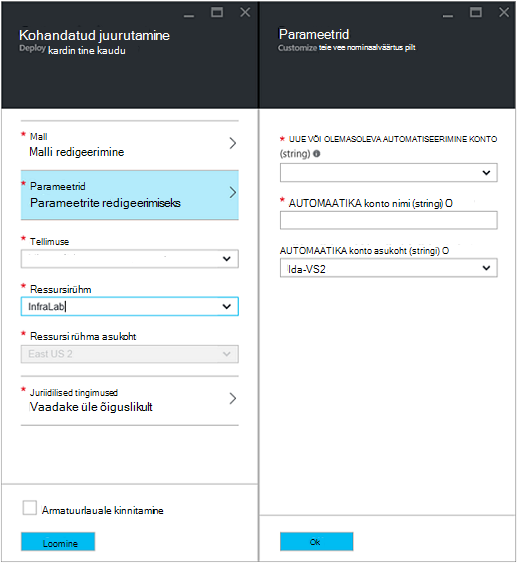 Kohandatud juurutamine
Deploy kardin tine kaudu
* Mall
Malli redigeerimine
* Parameetrid
Parameetrite redigeerimiseks
* Tellimuse
* Ressursirühm
InfraLab
* Ressursi rühma asukoht
East US 2
* Juriidilised tingimused
Vaadake üle õiguslikult
Armatuurlauale kinnitamine
Loomine
Parameetrid
Customize teie vee nominaalväärtus pilt
* UUE VÕI OLEMASOLEVA AUTOMATISEERIMINE KONTO
(string)
* AUTOMAATIKA konto nimi (stringi) O
AUTOMAATIKA konto asukoht (stringi) O
Ida-VS2
Ok